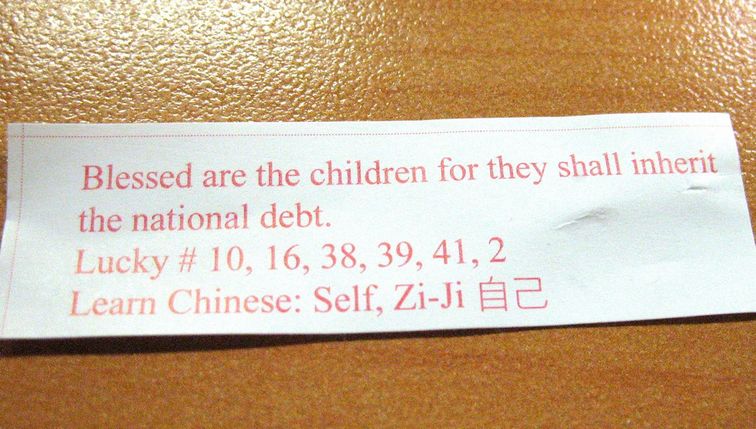 Blessed are the children for they shall inherit
the national debt.
Lucky # 10, 16, 38, 39, 41, 2
Learn Chinese: Self, Zi-Ji 自己